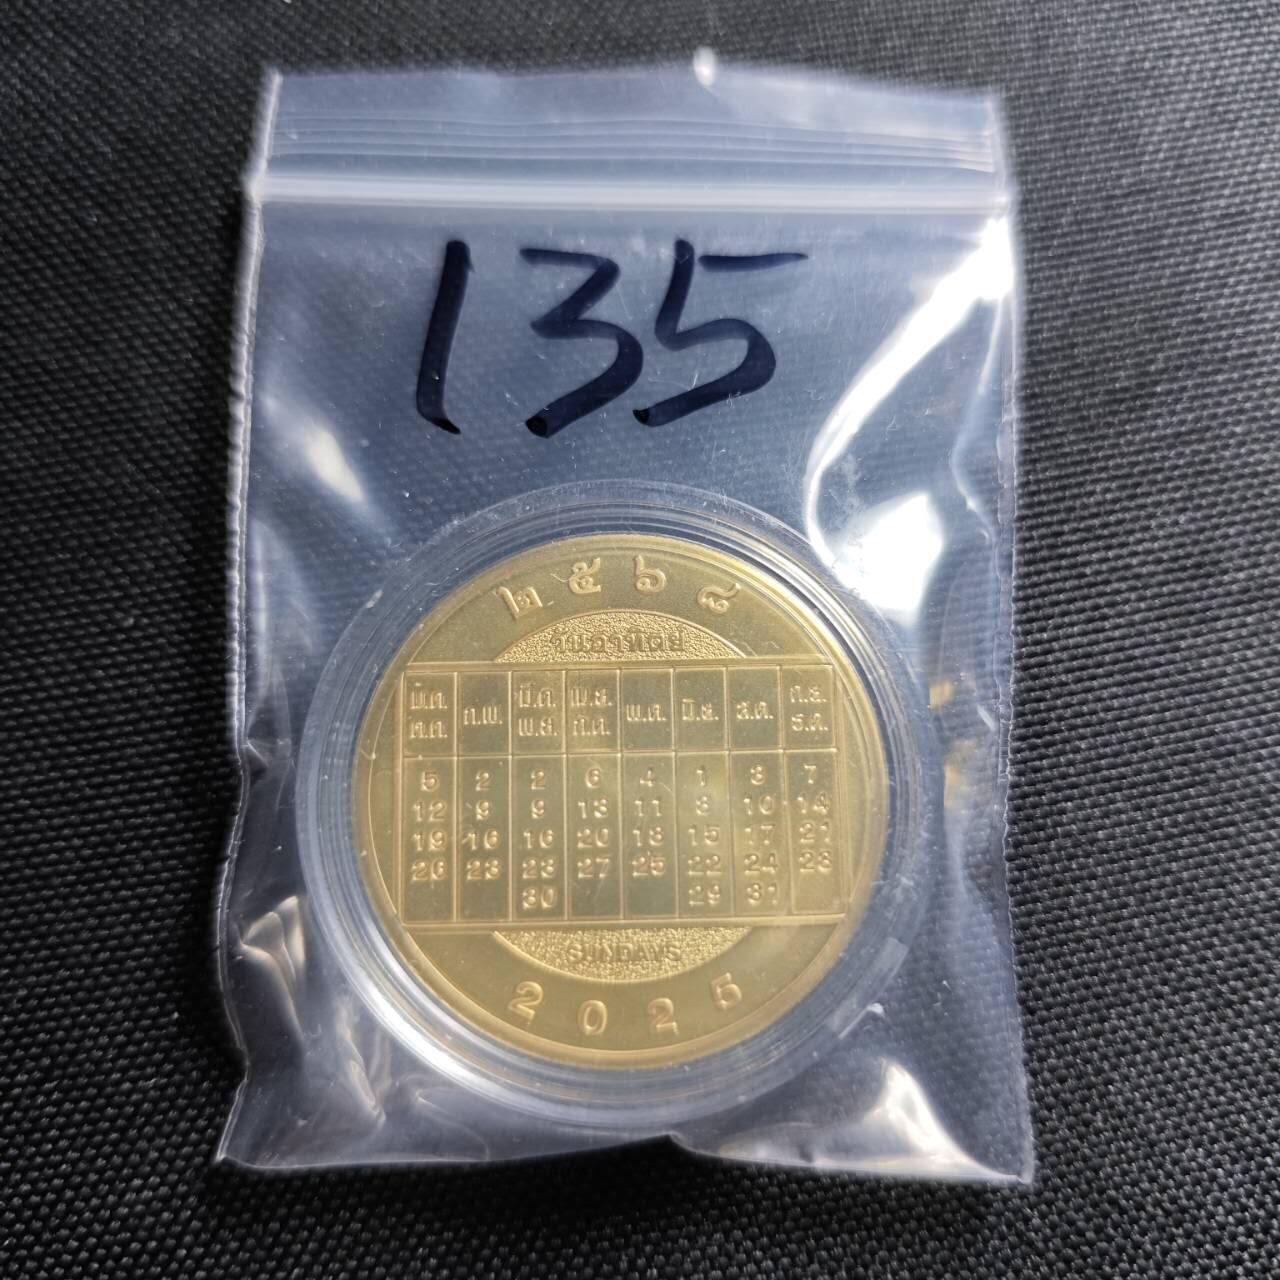 135
๒๕๖๘
วันอาทิตย์
ม.ค. ก.พ. มี.ค. เม.ย. พ.ค. มิ.ย. ส.ค. ก.ย.
ต.ค. พ.ย. ก.ค. ธ.ค.
5 2 2 6 4 1 3 7
12 9 9 13 11 8 10 14
19 16 16 20 18 15 17 21
26 23 23 27 25 22 24 28
30 29 31
SUNDAYS
2025